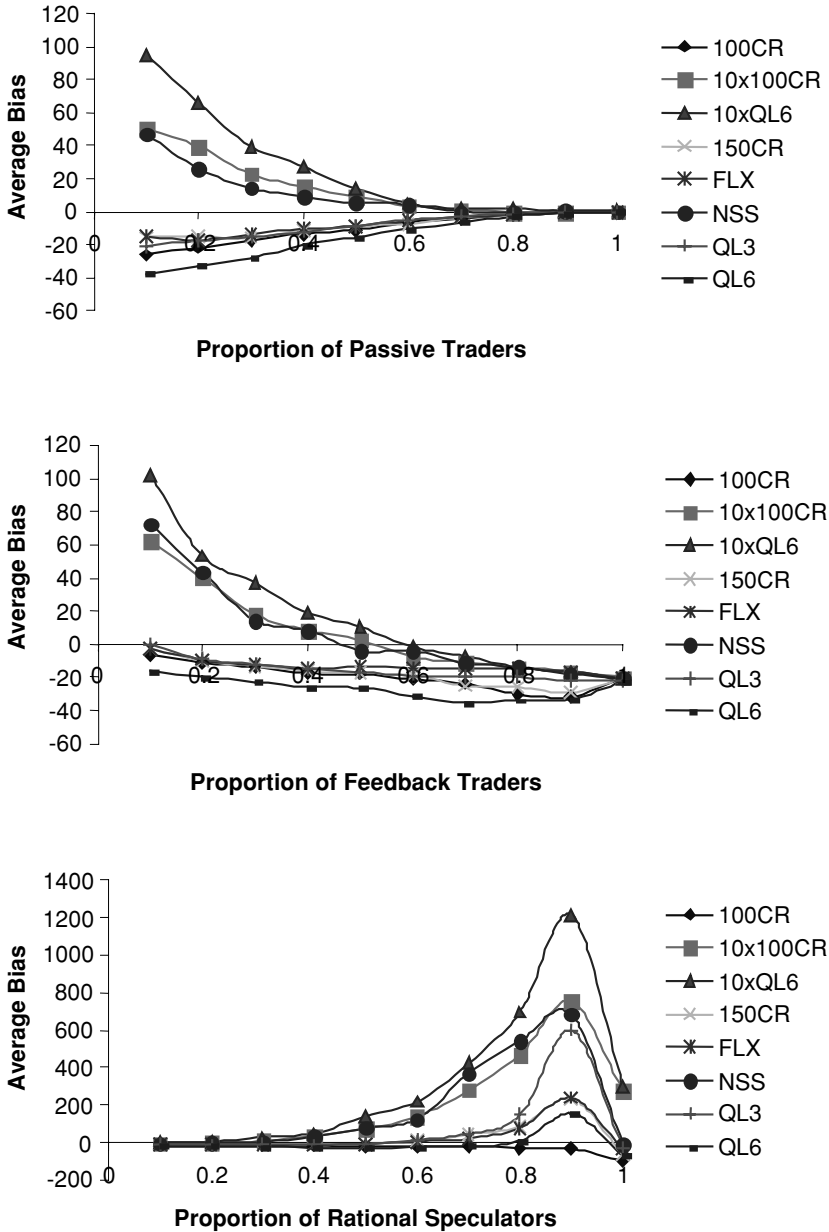 120
100
80
60
40
20
0
-20
-40
-60
Average Bias
0 0.2 0.4 0.6 0.8 1
Proportion of Passive Traders
100CR
10x100CR
10xQL6
150CR
FLX
NSS
QL3
QL6
120
100
80
60
40
20
0
-20
-40
-60
Average Bias
0 0.2 0.4 0.6 0.8 1
Proportion of Feedback Traders
100CR
10x100CR
10xQL6
150CR
FLX
NSS
QL3
QL6
1400
1200
1000
800
600
400
200
0
-200
Average Bias
0 0.2 0.4 0.6 0.8 1
Proportion of Rational Speculators
100CR
10x100CR
10xQL6
150CR
FLX
NSS
QL3
QL6